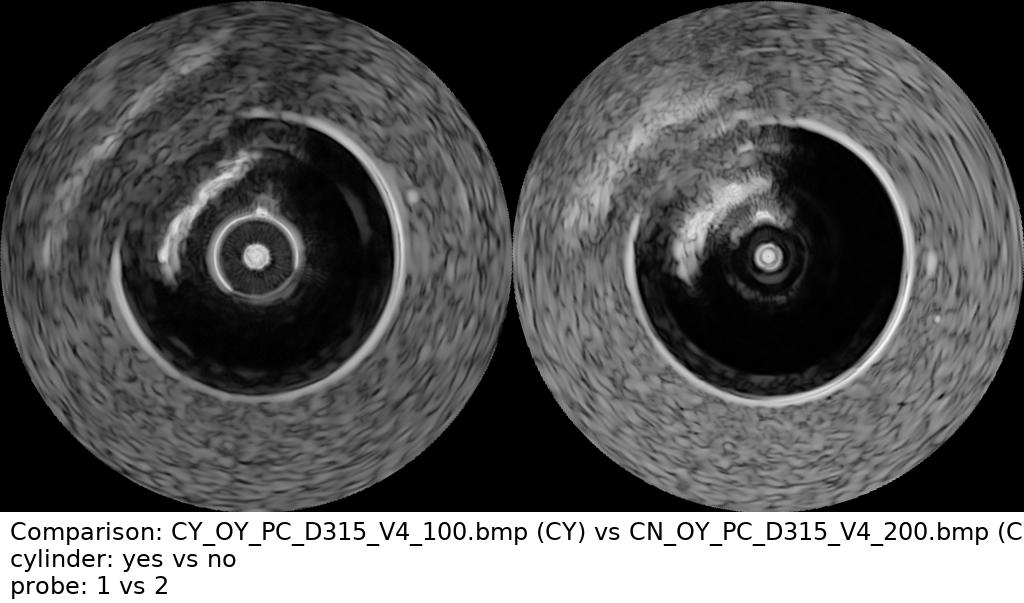 Comparison: CY_OY_PC_D315_V4_100.bmp (CY) vs CN_OY_PC_D315_V4_200.bmp (C
cylinder: yes vs no
probe: 1 vs 2